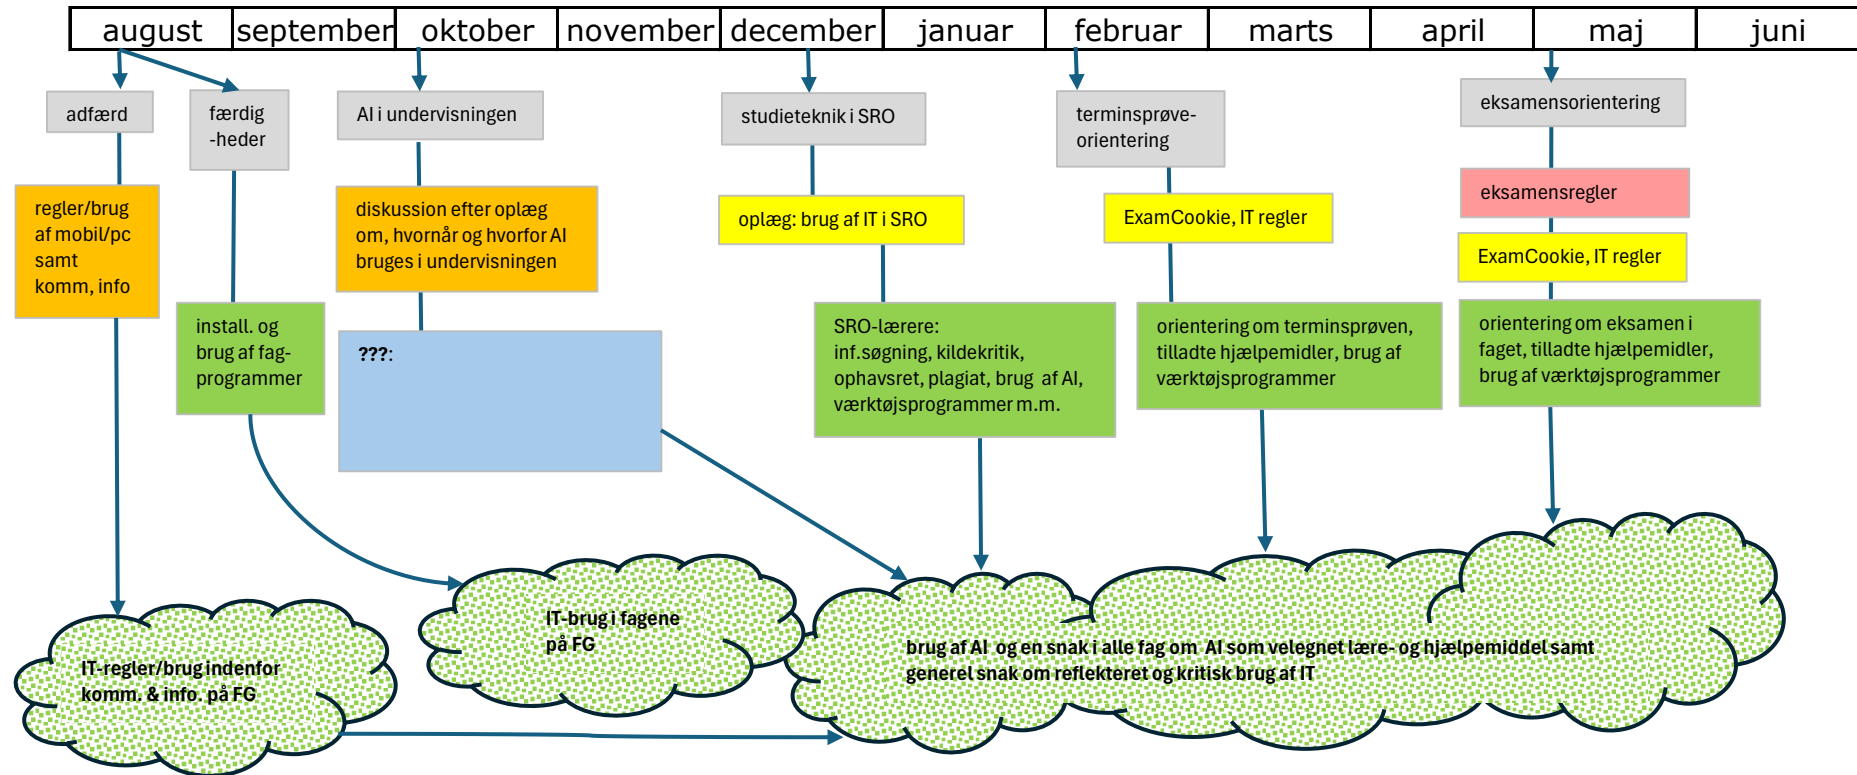 august september oktober november december januar februar marts april maj juni
adfærd
færdig
-heder
AI i undervisningen
studieteknik i SRO
terminsprøve-
orientering
eksamensorientering
regler/brug
af mobil/pc
samt
komm, info
diskussion efter oplæg
om, hvornår og hvorfor AI
bruges i undervisningen
oplæg: brug af IT i SRO
ExamCookie, IT regler
eksamensregler
ExamCookie, IT regler
install. og
brug af fag-
programmer
???:
SRO-lærere:
inf.søgning, kildekritik,
ophavsret, plagiat, brug af AI,
værktøjsprogrammer m.m.
orientering om terminsprøven,
tilladte hjælpemidler, brug af
værktøjsprogrammer
orientering om eksamen i
faget, tilladte hjælpemidler,
brug af værktøjsprogrammer
IT-regler/brug indenfor
komm. & info. på FG
IT-brug i fagene
på FG
brug af AI og en snak i alle fag om AI som velegnet lære- og hjælpemiddel samt
generel snak om reflekteret og kritisk brug af IT